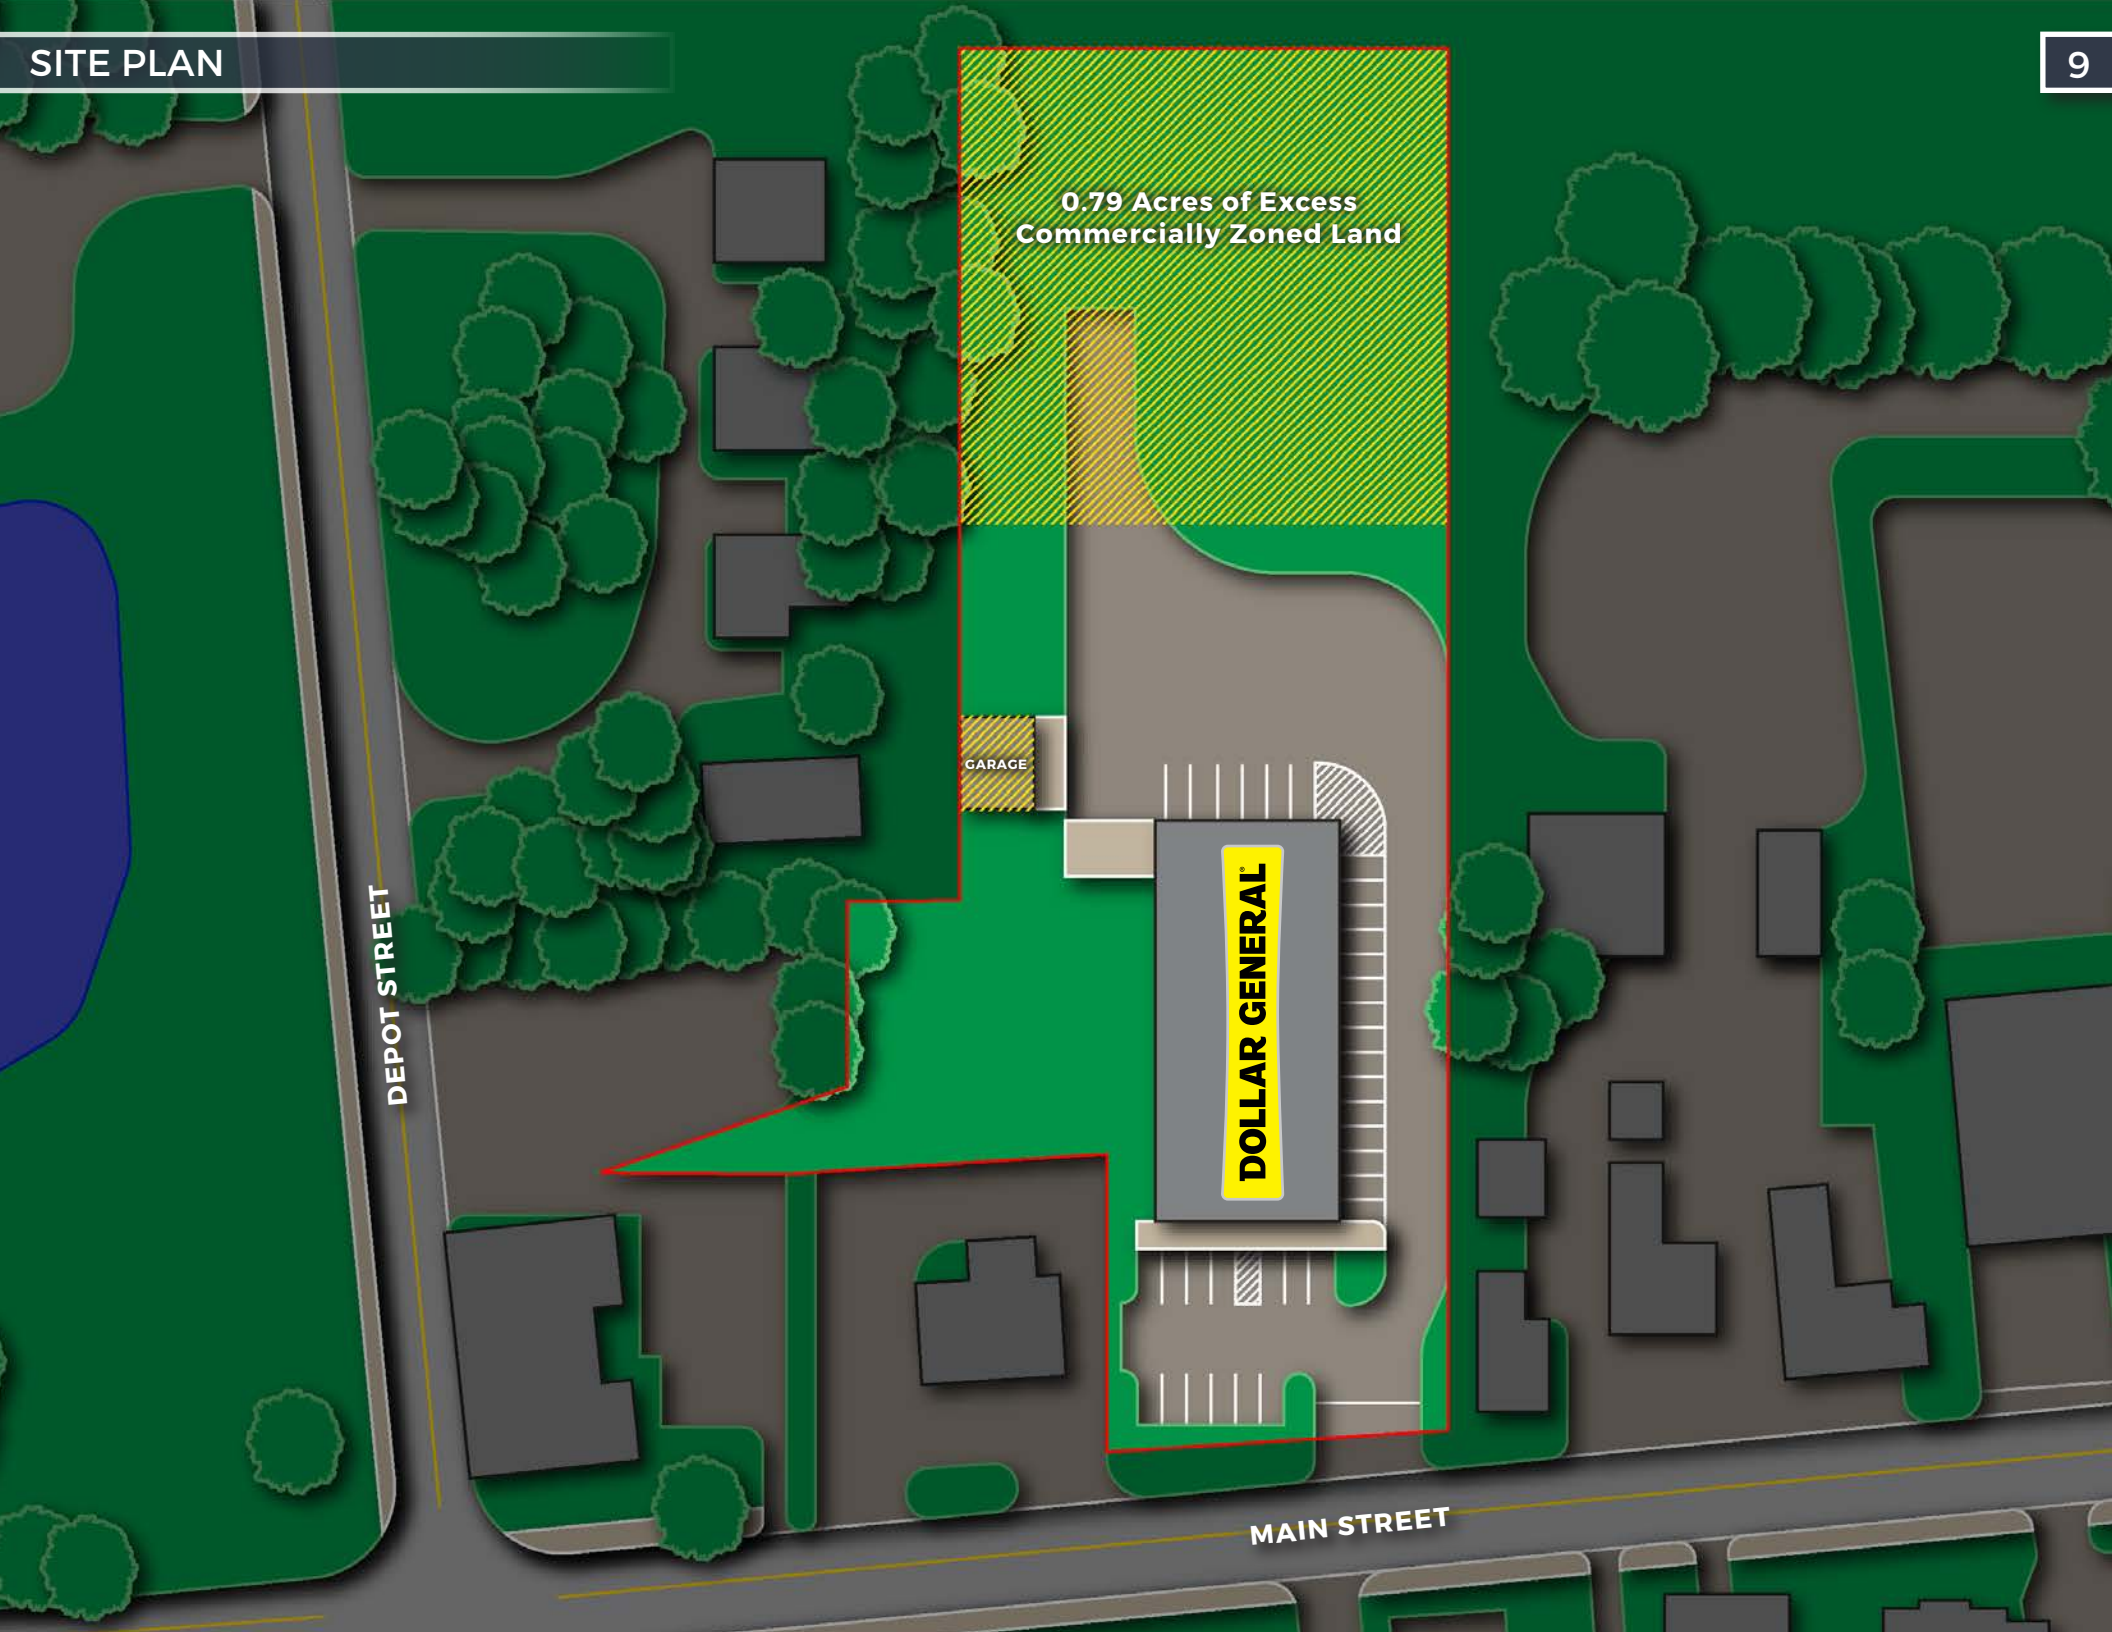 SITE PLAN
9
0.79 Acres of Excess
Commercially Zoned Land
GARAGE
DOLLAR GENERAL®
DEPOT STREET
MAIN STREET